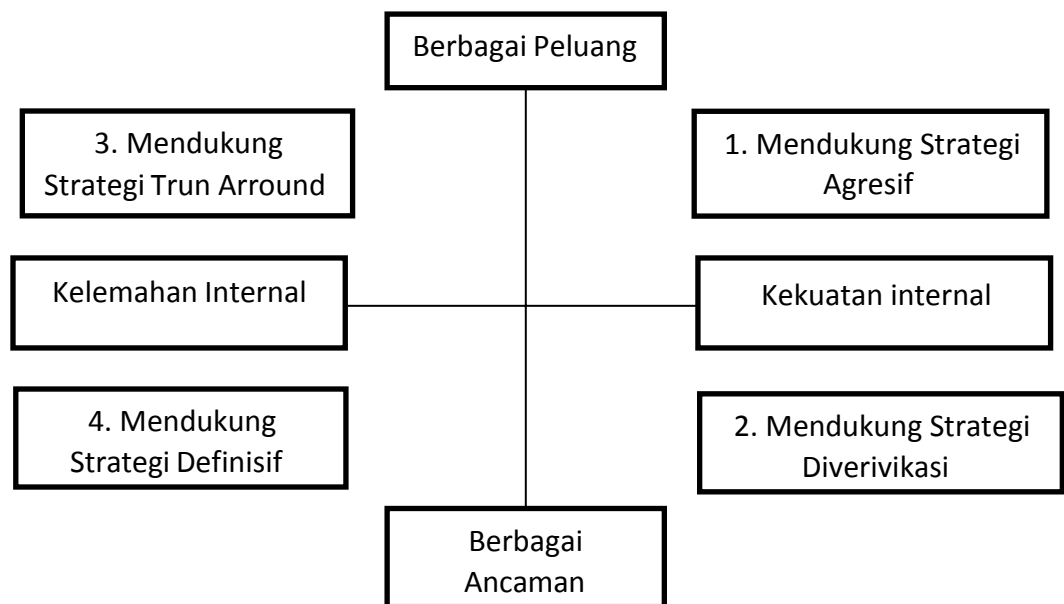 Berbagai Peluang
3. Mendukung
Strategi Trun Arround
1. Mendukung Strategi
Agresif
Kelemahan Internal
Kekuatan internal
4. Mendukung
Strategi Definisif
2. Mendukung Strategi
Diverivikasi
Berbagai
Ancaman